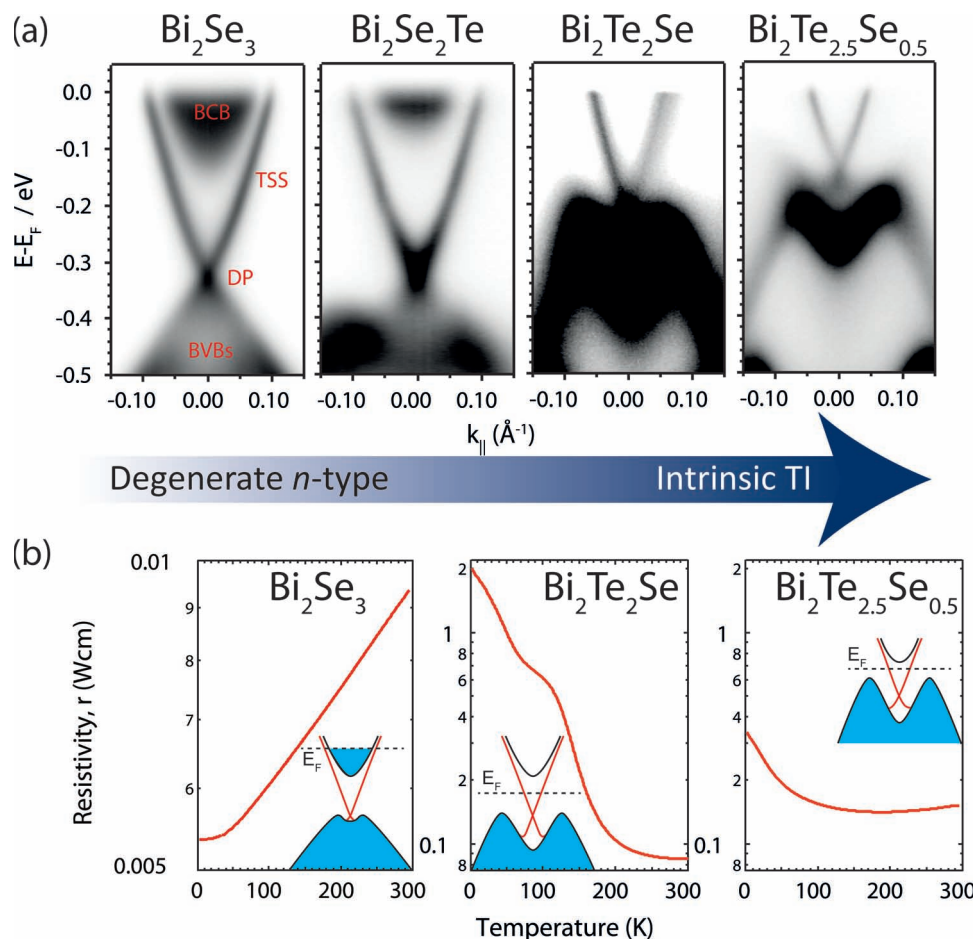 (a)
Bi₂Se₃ Bi₂Se₂Te Bi₂Te₂Se Bi₂Te₂.₅Se₀.₅
E-E_F / eV
0.0
-0.1
-0.2
-0.3
-0.4
-0.5
BCB
TSS
DP
BVBs
-0.10 0.00 0.10 -0.10 0.00 0.10 -0.10 0.00 0.10 -0.10 0.00 0.10
k_|| (Å⁻¹)
Degenerate n-type Intrinsic TI
(b)
Resistivity, r (Wcm)
0.01
9
8
7
6
0.005
Bi₂Se₃
E_F
0 100 200 300
2
1
8
6
4
2
0.1
8
Bi₂Te₂Se
E_F
0 100 200 300
2
1
8
6
4
2
0.1
8
Bi₂Te₂.₅Se₀.₅
E_F
0 100 200 300
Temperature (K)